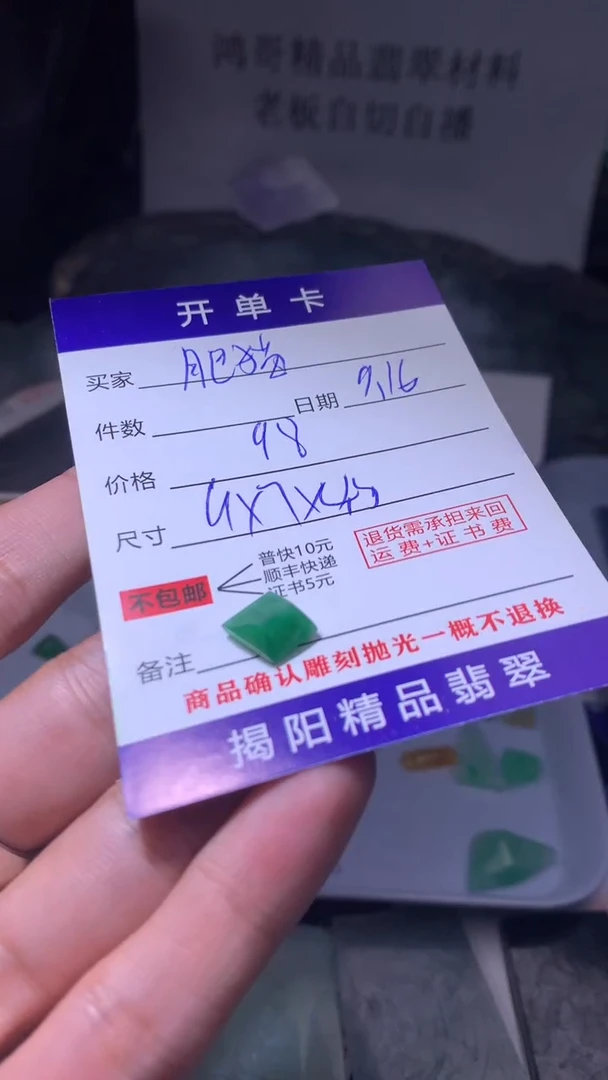 鸿哥精品翡翠材料
老板自切自播
开单卡
买家 肥猪
件数 日期 9,16
价格 98
尺寸
退货需承担来回
运费+证书费
不包邮
普快10元
顺丰快递
证书5元
备注
商品确认雕刻抛光一概不退换
揭阳精品翡翠